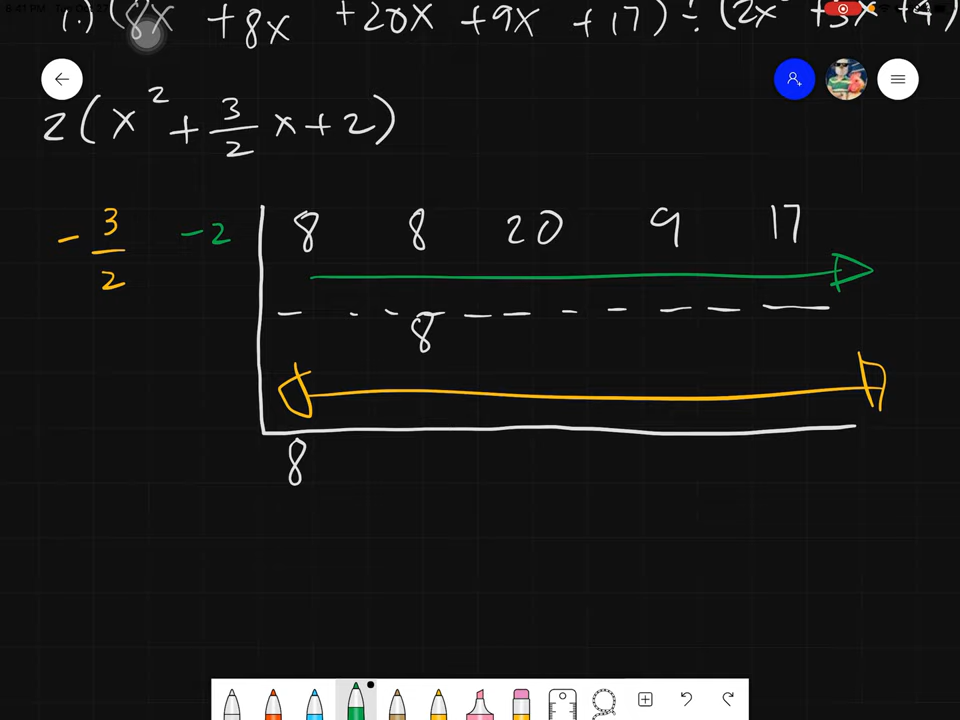 1.) (8x +8x +20x +9x +17) ÷ (2x +3x +4)
2(x² + 3/2 x + 2)
- 3/2 -2 8 8 20 9 17
8
8